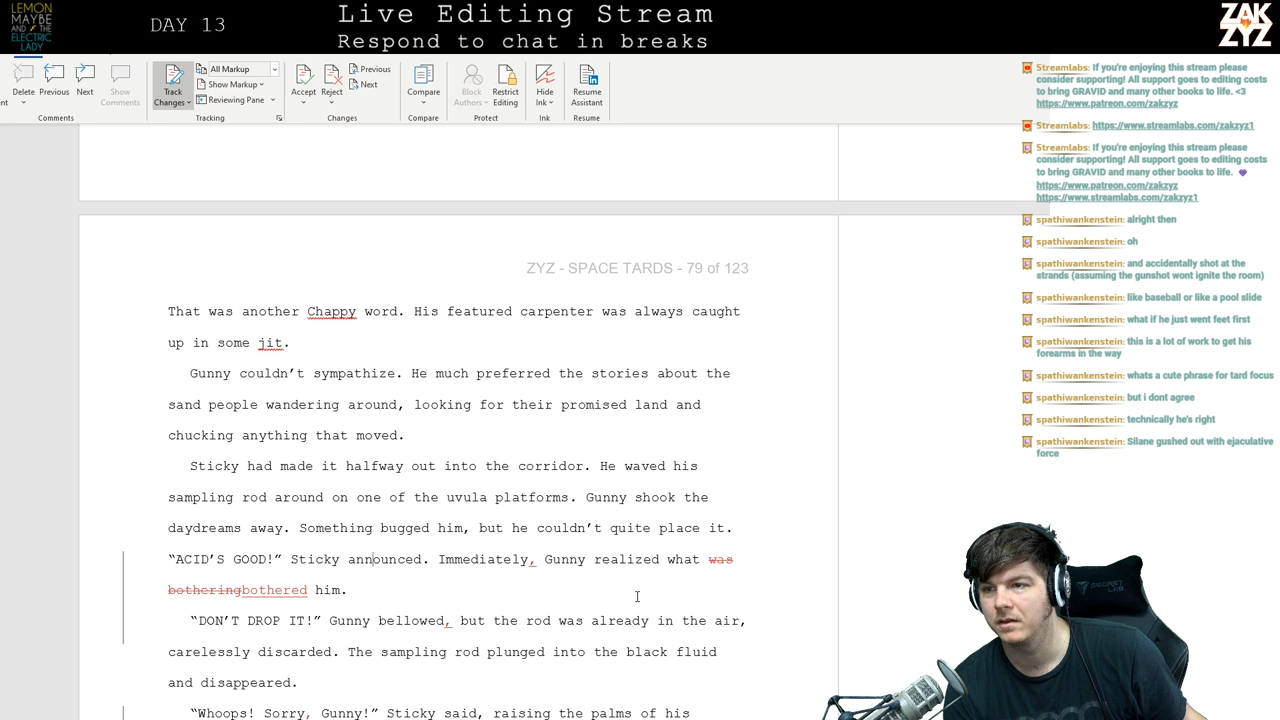 LEMON
MAYBE
AND THE
ELECTRIC
LADY
DAY 13
Live Editing Stream
Respond to chat in breaks
ZAK
ZYZ
Delete
Previous
Next
Show
Comments
Comments
Track
Changes
All Markup
Show Markup
Reviewing Pane
Tracking
Accept
Reject
Previous
Next
Changes
Compare
Compare
Block
Authors
Restrict
Editing
Protect
Hide
Ink
Ink
Resume
Assistant
Resume
ZYZ - SPACE TARDS - 79 of 123
That was another Chappy word. His featured carpenter was always caught
up in some jit.
Gunny couldn’t sympathize. He much preferred the stories about the
sand people wandering around, looking for their promised land and
chucking anything that moved.
Sticky had made it halfway out into the corridor. He waved his
sampling rod around on one of the uvula platforms. Gunny shook the
daydreams away. Something bugged him, but he couldn’t quite place it.
“ACID’S GOOD!” Sticky announced. Immediately, Gunny realized what was
botheringbothered him.
“DON’T DROP IT!” Gunny bellowed, but the rod was already in the air,
carelessly discarded. The sampling rod plunged into the black fluid
and disappeared.
“Whoops! Sorry, Gunny!” Sticky said, raising the palms of his
Streamlabs: If you're enjoying this stream please
consider supporting! All support goes to editing costs
to bring GRAVID and many other books to life. <3
https://www.patreon.com/zakzyz
Streamlabs: https://www.streamlabs.com/zakzyz1
Streamlabs: If you're enjoying this stream please
consider supporting! All support goes to editing costs
to bring GRAVID and many other books to life. 💜
https://www.patreon.com/zakzyz
https://www.streamlabs.com/zakzyz1
spathiwankenstein: alright then
spathiwankenstein: oh
spathiwankenstein: and accidentally shot at the
strands (assuming the gunshot wont ignite the room)
spathiwankenstein: like baseball or like a pool slide
spathiwankenstein: what if he just went feet first
spathiwankenstein: this is a lot of work to get his
forearms in the way
spathiwankenstein: whats a cute phrase for tard focus
spathiwankenstein: but i dont agree
spathiwankenstein: technically he's right
spathiwankenstein: Silane gushed out with ejaculative
force
SECRET
LAB